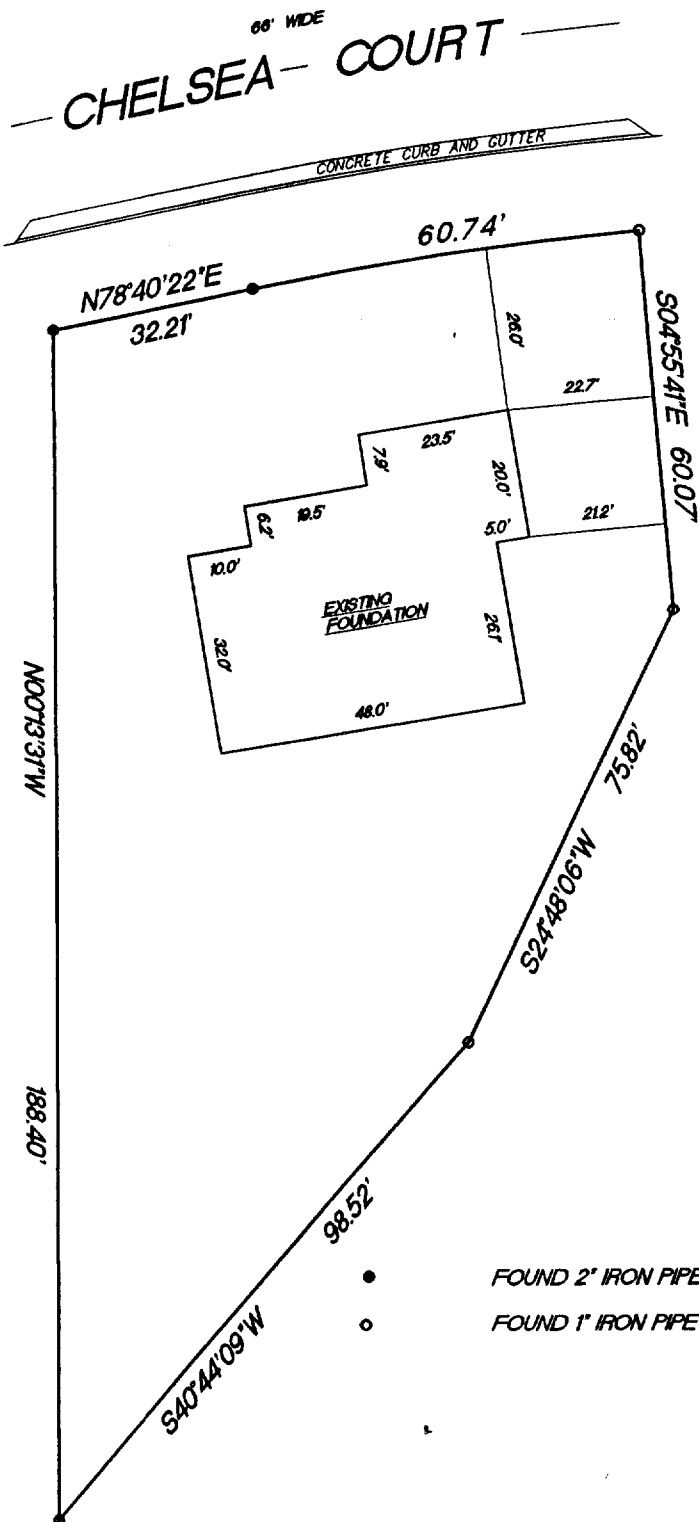 66' WIDE
CHELSEA COURT
CONCRETE CURB AND GUTTER
60.74'
N78°40'22"E
32.21'
26.0'
S04°55'41"E 60.07
22.7'
23.5'
7.9'
20.0'
19.5'
6.2'
5.0'
21.2'
10.0'
EXISTING
FOUNDATION
26.1'
32.0'
48.0'
N00°13'31"W
75.82'
S24°48'06"W
188.40'
98.52'
FOUND 2" IRON PIPE
FOUND 1" IRON PIPE
S40°44'09"W